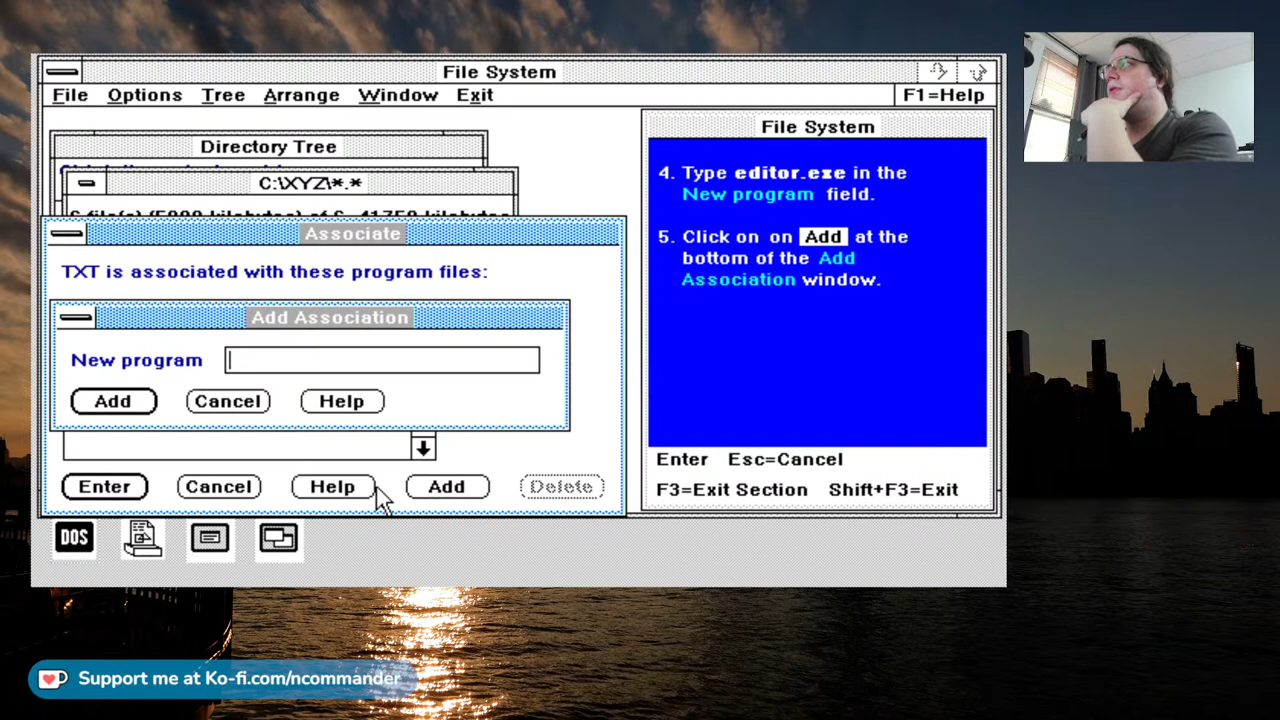 File System
File Options Tree Arrange Window Exit F1=Help
Directory Tree
C:\XYZ\*.*
Associate
TXT is associated with these program files:
Add Association
New program
Add Cancel Help
Enter Cancel Help Add Delete
File System
4. Type editor.exe in the
New program field.
5. Click on on Add at the
bottom of the Add
Association window.
Enter Esc=Cancel
F3=Exit Section Shift+F3=Exit
DOS
Support me at Ko-fi.com/ncommander